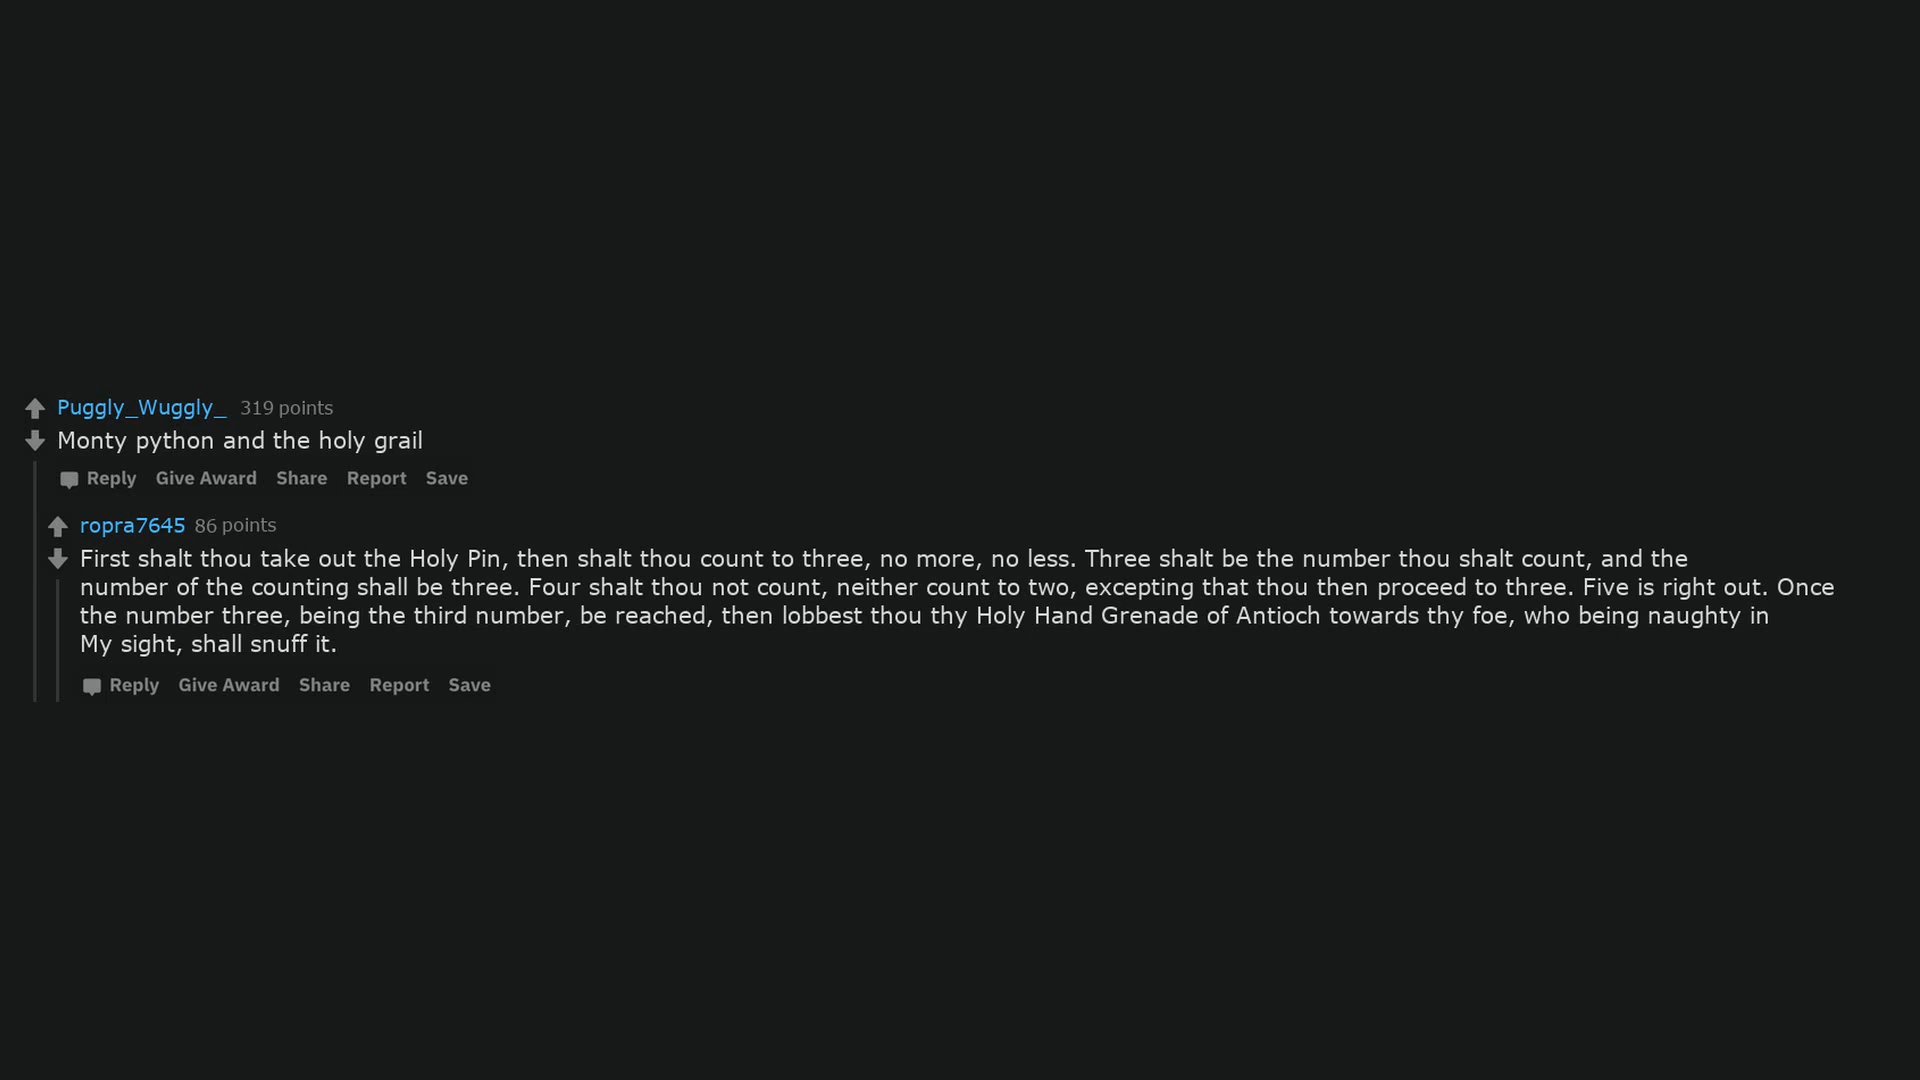 Puggly_Wuggly_ 319 points
Monty python and the holy grail
Reply Give Award Share Report Save
ropra7645 86 points
First shalt thou take out the Holy Pin, then shalt thou count to three, no more, no less. Three shalt be the number thou shalt count, and the
number of the counting shall be three. Four shalt thou not count, neither count to two, excepting that thou then proceed to three. Five is right out. Once
the number three, being the third number, be reached, then lobbest thou thy Holy Hand Grenade of Antioch towards thy foe, who being naughty in
My sight, shall snuff it.
Reply Give Award Share Report Save